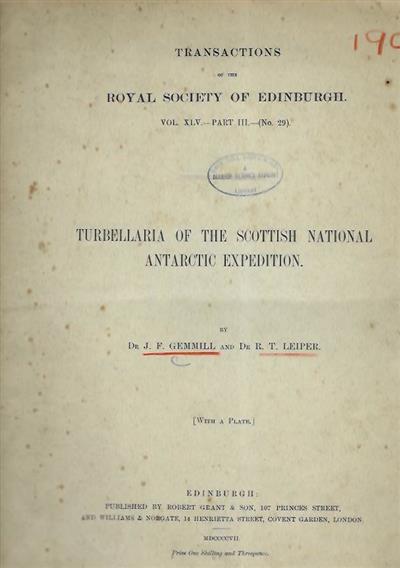 190
TRANSACTIONS
OF THE
ROYAL SOCIETY OF EDINBURGH.
VOL. XLV.—PART III.—(No. 29).
LIBRARY
TURBELLARIA OF THE SCOTTISH NATIONAL
ANTARCTIC EXPEDITION.
BY
DR J. F. GEMMILL AND DR R. T. LEIPER.
[WITH A PLATE.]
EDINBURGH:
PUBLISHED BY ROBERT GRANT & SON, 107 PRINCES STREET,
AND WILLIAMS & NORGATE, 14 HENRIETTA STREET, COVENT GARDEN, LONDON.
MDCCCCVII.
Price One Shilling and Threepence.